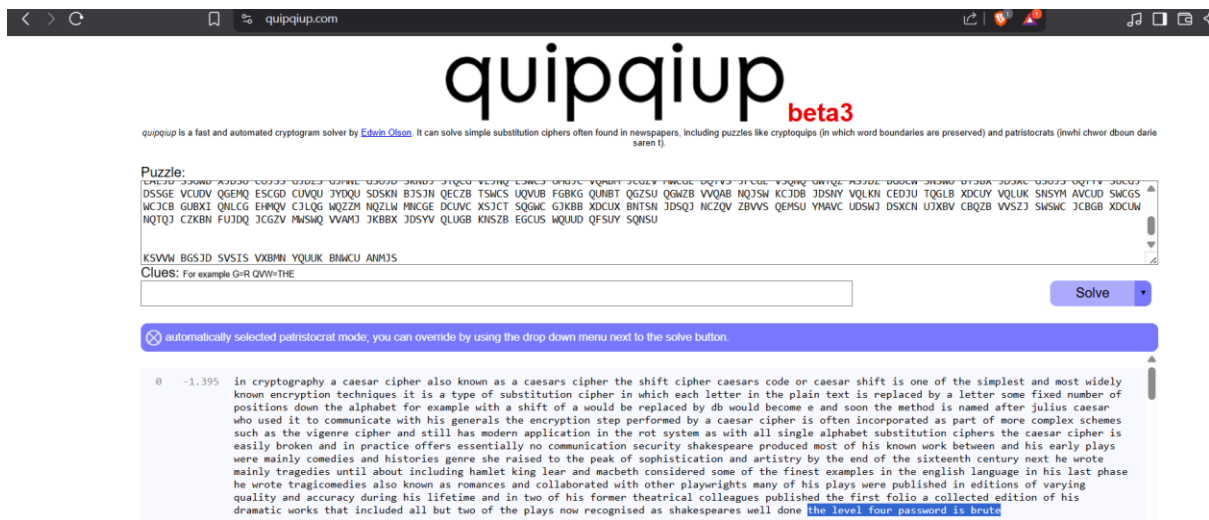 quipqiup.com
quipqiup beta3
quipqiup is a fast and automated cryptogram solver by Edwin Olson. It can solve simple substitution ciphers often found in newspapers, including puzzles like cryptoquips (in which word boundaries are preserved) and patristocrats (inwhi chwor dboun darie
saren t).
Puzzle:
DSSGE VCUDV QGEMQ ESCGD CUVQU JYDQU SDSKN BJSJN QECZB TSWCS UQVUB FGBKG QUNBT QGZSU QGWZB VVQAB NQJSW KCJDB JDSNY VQLKN CEDJU TQGLB XDCUY VQLUK SNSYM AVCUD SWCGS
WCJCB GUBXI QNLCG EHMQV CJLQG WQZZM NQZLW MNCGE DCUVC XSJCT SQGWC GJKBB XDCUX BNTSN JDSQJ NCZQV ZBVVS QEMSU YMAVC UDSWJ DSXCN UJXBV CBQZB VVSZJ SWSWC JCBGB XDCUW
NQTQJ CZKBN FUJDQ JCGZV MWSWQ VVAMJ JKBBX JDSYV QLUGB KNSZB EGCUS WQUUD QFSUY SQNSU
KSVVW BGSJD SVSIS VXBMN YQUUK BNWCU ANMJS
Clues: For example G=R QVW=THE
Solve
automatically selected patristocrat mode; you can override by using the drop down menu next to the solve button.
0 -1.395 in cryptography a caesar cipher also known as a caesars cipher the shift cipher caesars code or caesar shift is one of the simplest and most widely
known encryption techniques it is a type of substitution cipher in which each letter in the plain text is replaced by a letter some fixed number of
positions down the alphabet for example with a shift of a would be replaced by db would become e and soon the method is named after julius caesar
who used it to communicate with his generals the encryption step performed by a caesar cipher is often incorporated as part of more complex schemes
such as the vigenre cipher and still has modern application in the rot system as with all single alphabet substitution ciphers the caesar cipher is
easily broken and in practice offers essentially no communication security shakespeare produced most of his known work between and his early plays
were mainly comedies and histories genre she raised to the peak of sophistication and artistry by the end of the sixteenth century next he wrote
mainly tragedies until about including hamlet king lear and macbeth considered some of the finest examples in the english language in his last phase
he wrote tragicomedies also known as romances and collaborated with other playwrights many of his plays were published in editions of varying
quality and accuracy during his lifetime and in two of his former theatrical colleagues published the first folio a collected edition of his
dramatic works that included all but two of the plays now recognised as shakespeares well done the level four password is brute